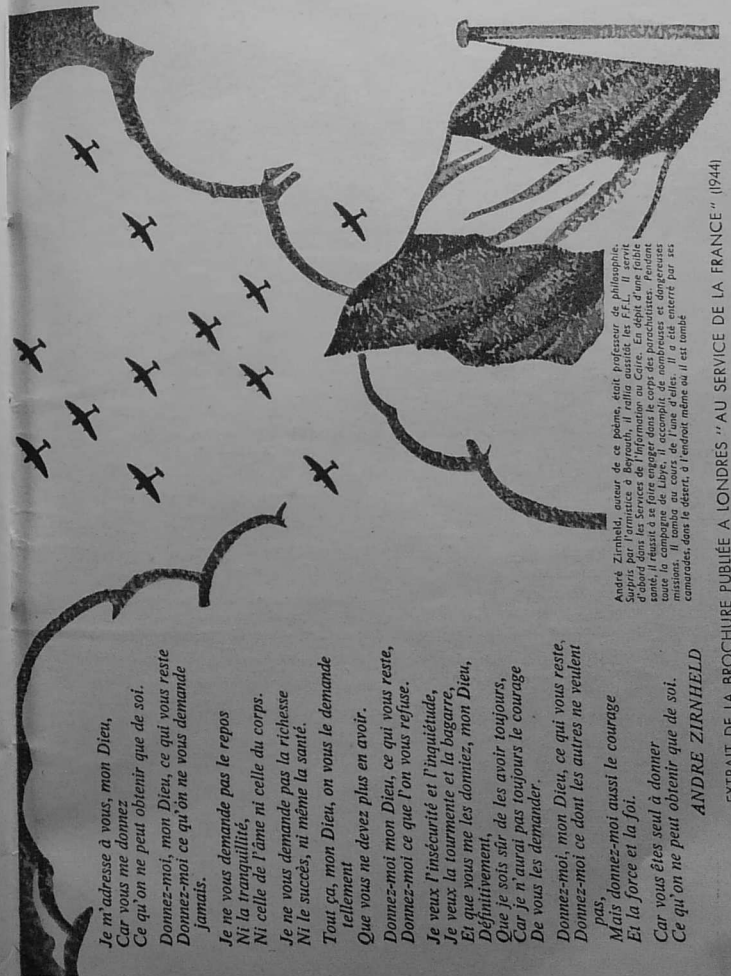 Je m'adresse à vous, mon Dieu,
Car vous me donnez
Ce qu'on ne peut obtenir que de soi.
Donnez-moi, mon Dieu, ce qui vous reste
Donnez-moi ce qu'on ne vous demande
jamais.
Je ne vous demande pas le repos
Ni la tranquillité,
Ni celle de l'âme ni celle du corps.
Je ne vous demande pas la richesse
Ni le succès, ni même la santé.
Tout ça, mon Dieu, on vous le demande
tellement
Que vous ne devez plus en avoir.
Donnez-moi mon Dieu, ce qui vous reste,
Donnez-moi ce que l'on vous refuse.
Je veux l'insécurité et l'inquiétude,
Je veux la tourmente et la bagarre,
Et que vous me les donniez, mon Dieu,
Définitivement,
Que je sois sûr de les avoir toujours,
Car je n'aurai pas toujours le courage
De vous les demander.
Donnez-moi, mon Dieu, ce qui vous reste,
Donnez-moi ce dont les autres ne veulent
pas,
Mais donnez-moi aussi le courage
Et la force et la foi.
Car vous êtes seul à donner
Ce qu'on ne peut obtenir que de soi.
ANDRE ZIRNHELD
André Zirnheld, auteur de ce poème, était professeur de philosophie.
Surpris par l'armistice à Beyrouth, il rallia aussitôt les F.F.L. Il servit
d'abord dans les Services de l'Information au Caire. En dépit d'une faible
santé, il réussit à se faire engager dans le corps des parachutistes. Pendant
toute la campagne de Libye, il accomplit de nombreuses et dangereuses
missions. Il tomba au cours de l'une d'elles. Il a été enterré par ses
camarades, dans le désert, à l'endroit même où il est tombé
EXTRAIT DE LA BROCHURE PUBLIÉE A LONDRES "AU SERVICE DE LA FRANCE" (1944)